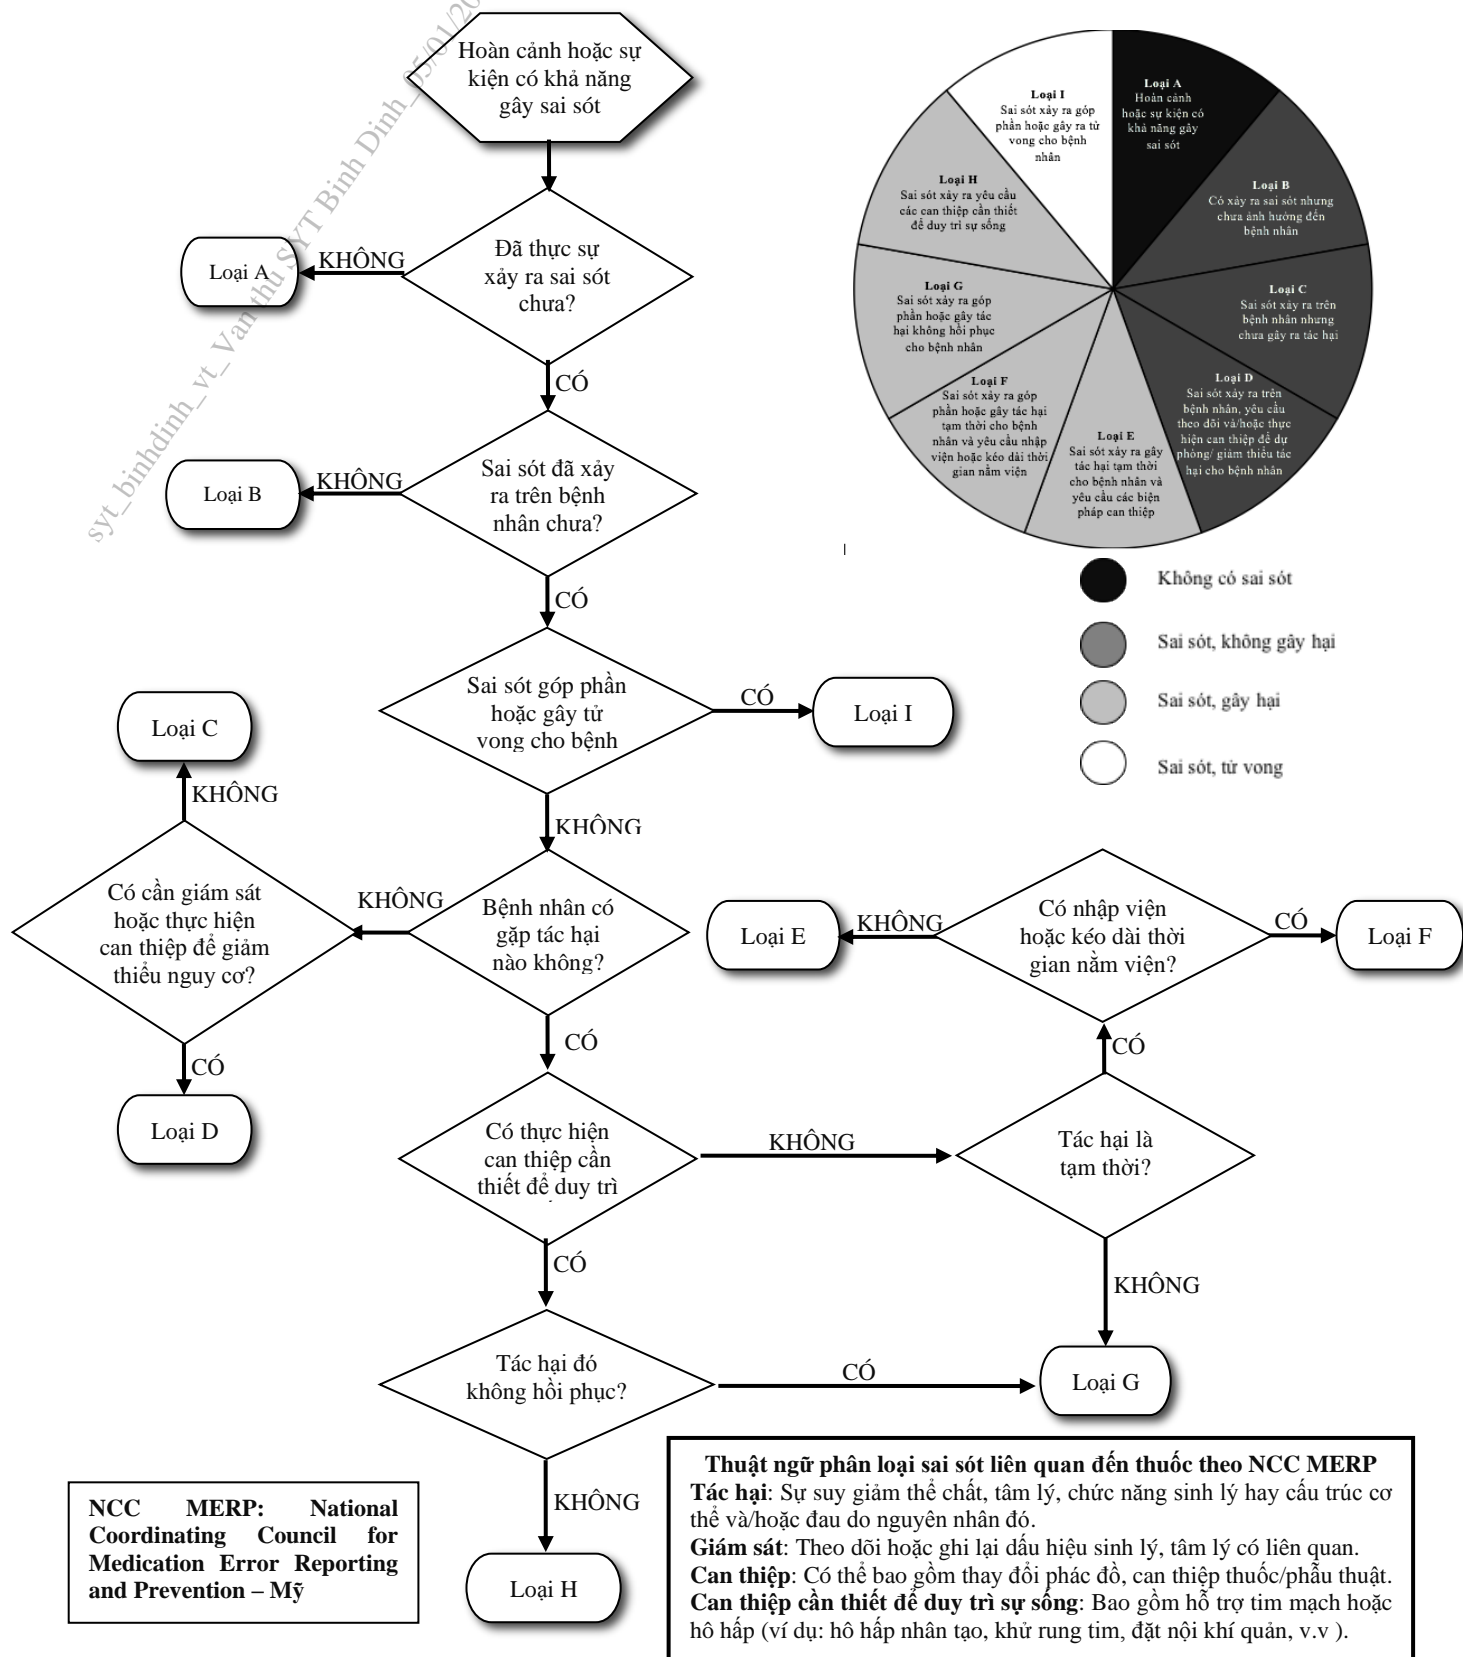 syt_binhdinh_vt_Van thu SYT Binh Dinh_05/01/20
Hoàn cảnh hoặc sự
kiện có khả năng
gây sai sót
Đã thực sự
xảy ra sai sót
chưa?
KHÔNG
Loại A
CÓ
Sai sót đã xảy
ra trên bệnh
nhân chưa?
KHÔNG
Loại B
CÓ
Sai sót góp phần
hoặc gây tử
vong cho bệnh
CÓ
Loại I
KHÔNG
Bệnh nhân có
gặp tác hại
nào không?
KHÔNG
Có cần giám sát
hoặc thực hiện
can thiệp để giảm
thiểu nguy cơ?
KHÔNG
Loại C
CÓ
Loại D
CÓ
Có thực hiện
can thiệp cần
thiết để duy trì
KHÔNG
Tác hại là
tạm thời?
CÓ
Có nhập viện
hoặc kéo dài thời
gian nằm viện?
KHÔNG
Loại E
CÓ
Loại F
KHÔNG
CÓ
Tác hại đó
không hồi phục?
CÓ
Loại G
KHÔNG
Loại H
Loại A
Hoàn cảnh
hoặc sự kiện có
khả năng gây
sai sót
Loại B
Có xảy ra sai sót nhưng
chưa ảnh hưởng đến
bệnh nhân
Loại C
Sai sót xảy ra trên
bệnh nhân nhưng
chưa gây ra tác hại
Loại D
Sai sót xảy ra trên
bệnh nhân, yêu cầu
theo dõi và/hoặc thực
hiện can thiệp để dự
phòng/ giảm thiểu tác
hại cho bệnh nhân
Loại E
Sai sót xảy ra gây
tác hại tạm thời
cho bệnh nhân và
yêu cầu các biện
pháp can thiệp
Loại F
Sai sót xảy ra góp
phần hoặc gây tác hại
tạm thời cho bệnh
nhân và yêu cầu nhập
viện hoặc kéo dài thời
gian nằm viện
Loại G
Sai sót xảy ra góp
phần hoặc gây tác
hại không hồi phục
cho bệnh nhân
Loại H
Sai sót xảy ra yêu cầu
các can thiệp cần thiết
để duy trì sự sống
Loại I
Sai sót xảy ra góp
phần hoặc gây ra tử
vong cho bệnh
nhân
Không có sai sót
Sai sót, không gây hại
Sai sót, gây hại
Sai sót, tử vong
NCC MERP: National
Coordinating Council for
Medication Error Reporting
and Prevention – Mỹ
Thuật ngữ phân loại sai sót liên quan đến thuốc theo NCC MERP
Tác hại: Sự suy giảm thể chất, tâm lý, chức năng sinh lý hay cấu trúc cơ
thể và/hoặc đau do nguyên nhân đó.
Giám sát: Theo dõi hoặc ghi lại dấu hiệu sinh lý, tâm lý có liên quan.
Can thiệp: Có thể bao gồm thay đổi phác đồ, can thiệp thuốc/phẫu thuật.
Can thiệp cần thiết để duy trì sự sống: Bao gồm hỗ trợ tim mạch hoặc
hô hấp (ví dụ: hô hấp nhân tạo, khử rung tim, đặt nội khí quản, v.v ).